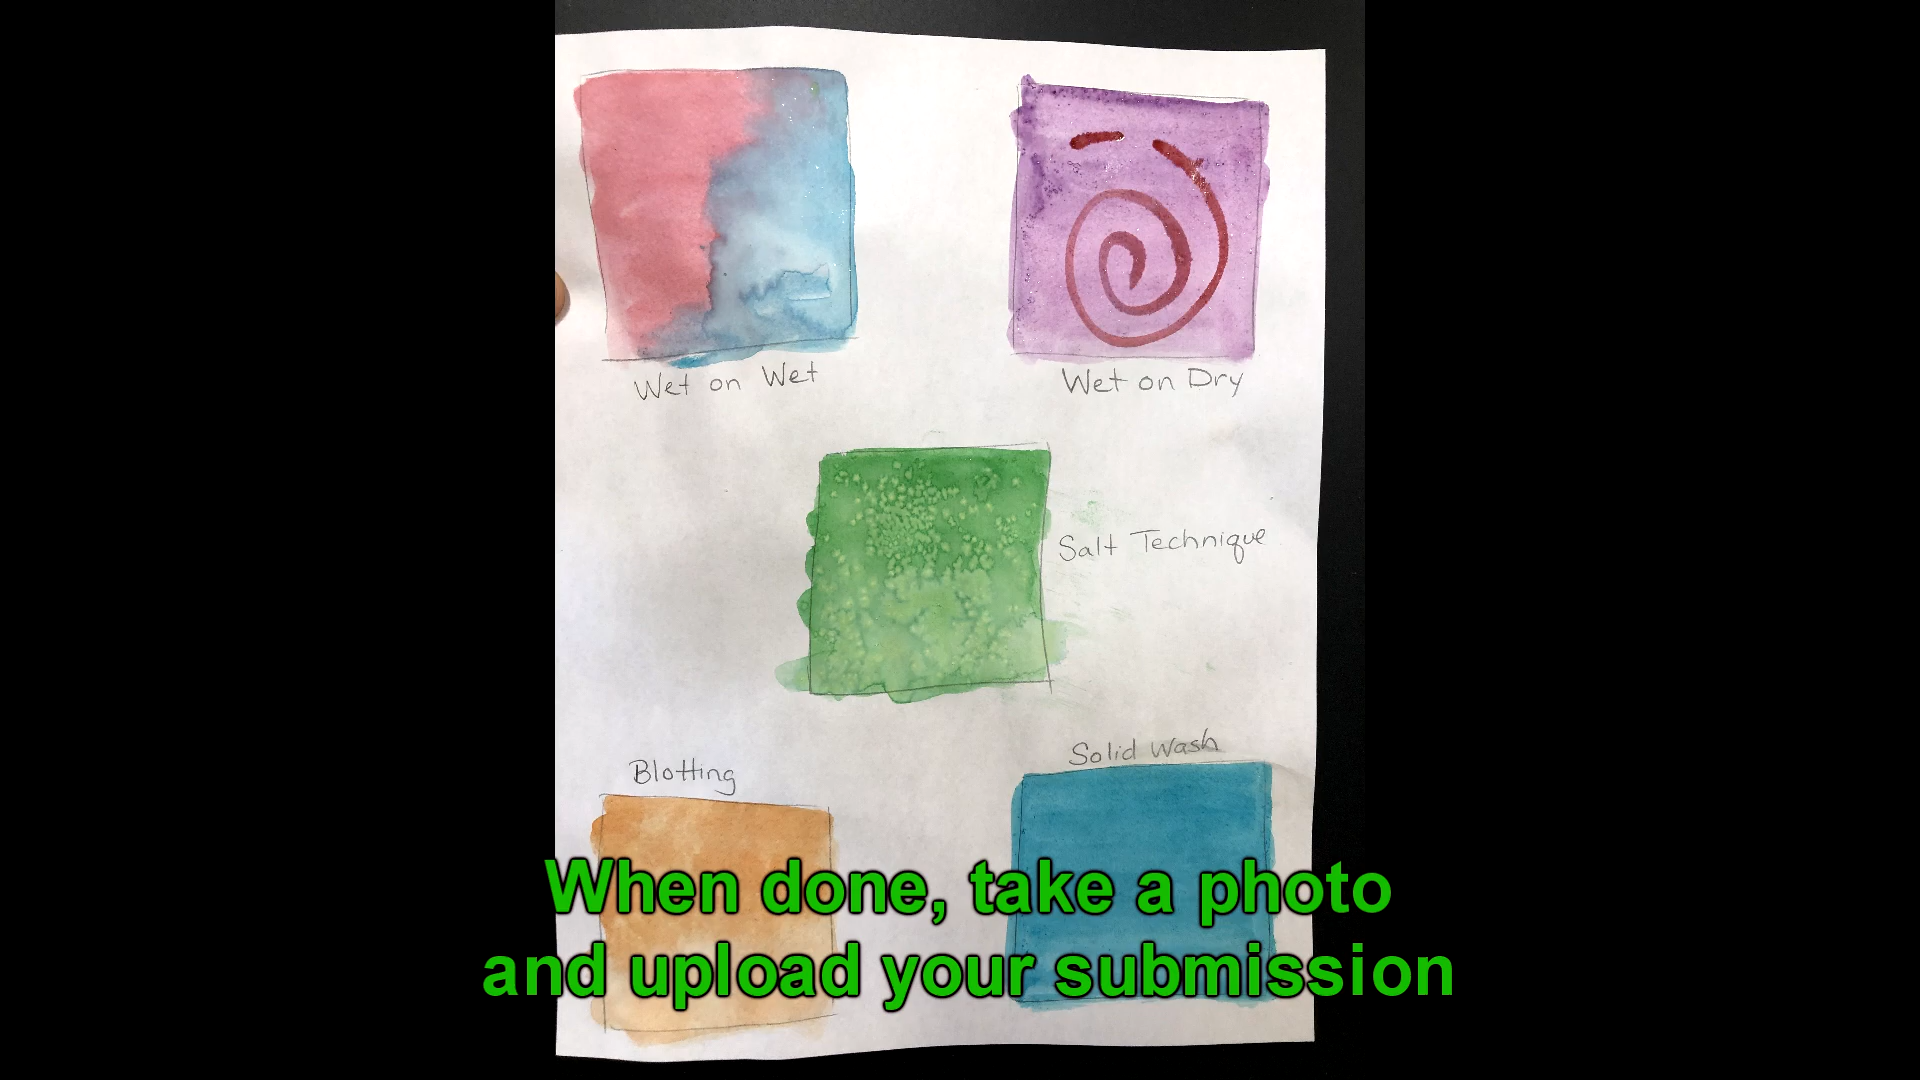 Wet on Wet
Wet on Dry
Salt Technique
Blotting
Solid Wash
When done, take a photo
and upload your submission